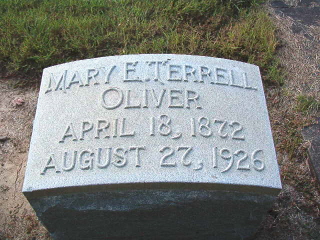 MARY E. TERRELL
OLIVER
APRIL 18, 1872
AUGUST 27, 1926